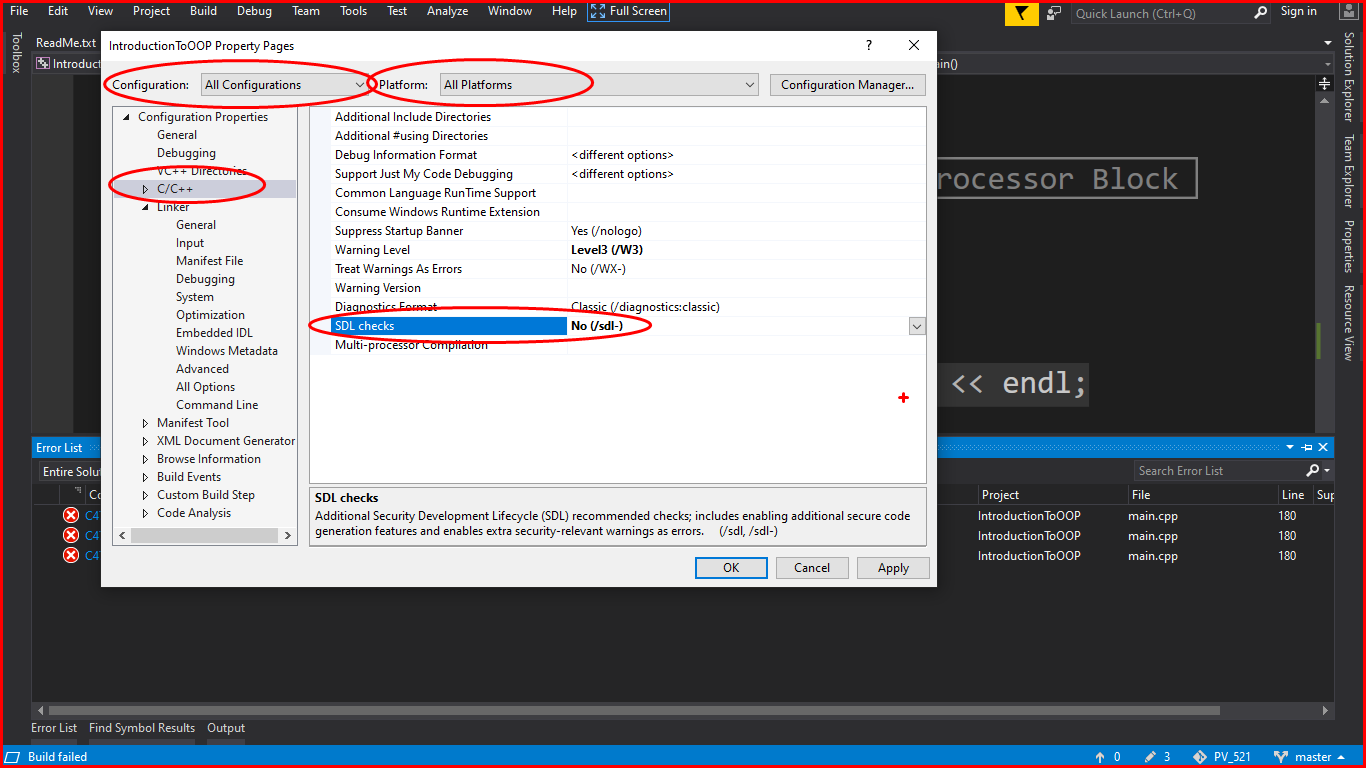 File Edit View Project Build Debug Team Tools Test Analyze Window Help Full Screen Quick Launch (Ctrl+Q) Sign in
Toolbox
ReadMe.txt
IntroductionToOOP Property Pages ?
Introduct
ain()
Configuration: All Configurations Platform: All Platforms Configuration Manager...
Configuration Properties
General
Debugging
VC++ Directories
C/C++
Linker
General
Input
Manifest File
Debugging
System
Optimization
Embedded IDL
Windows Metadata
Advanced
All Options
Command Line
Manifest Tool
XML Document Generator
Browse Information
Build Events
Custom Build Step
Code Analysis
Additional Include Directories
Additional #using Directories
Debug Information Format <different options>
Support Just My Code Debugging <different options>
Common Language RunTime Support
Consume Windows Runtime Extension
Suppress Startup Banner Yes (/nologo)
Warning Level Level3 (/W3)
Treat Warnings As Errors No (/WX-)
Warning Version
Diagnostics Format Classic (/diagnostics:classic)
SDL checks No (/sdl-)
Multi-processor Compilation
SDL checks
Additional Security Development Lifecycle (SDL) recommended checks; includes enabling additional secure code
generation features and enables extra security-relevant warnings as errors. (/sdl, /sdl-)
OK Cancel Apply
rocessor Block
<< endl;
Solution Explorer
Team Explorer
Properties
Resource View
Error List
Entire Solu
Search Error List
Co Project File Line Sup
C4 IntroductionToOOP main.cpp 180
C4 IntroductionToOOP main.cpp 180
C4 IntroductionToOOP main.cpp 180
Error List Find Symbol Results Output
Build failed 0 3 PV_521 master